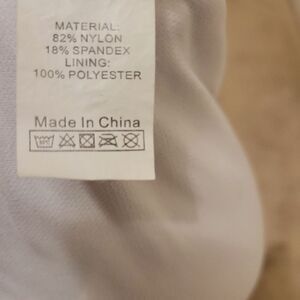 MATERIAL:
82% NYLON
18% SPANDEX
LINING:
100% POLYESTER
Made In China